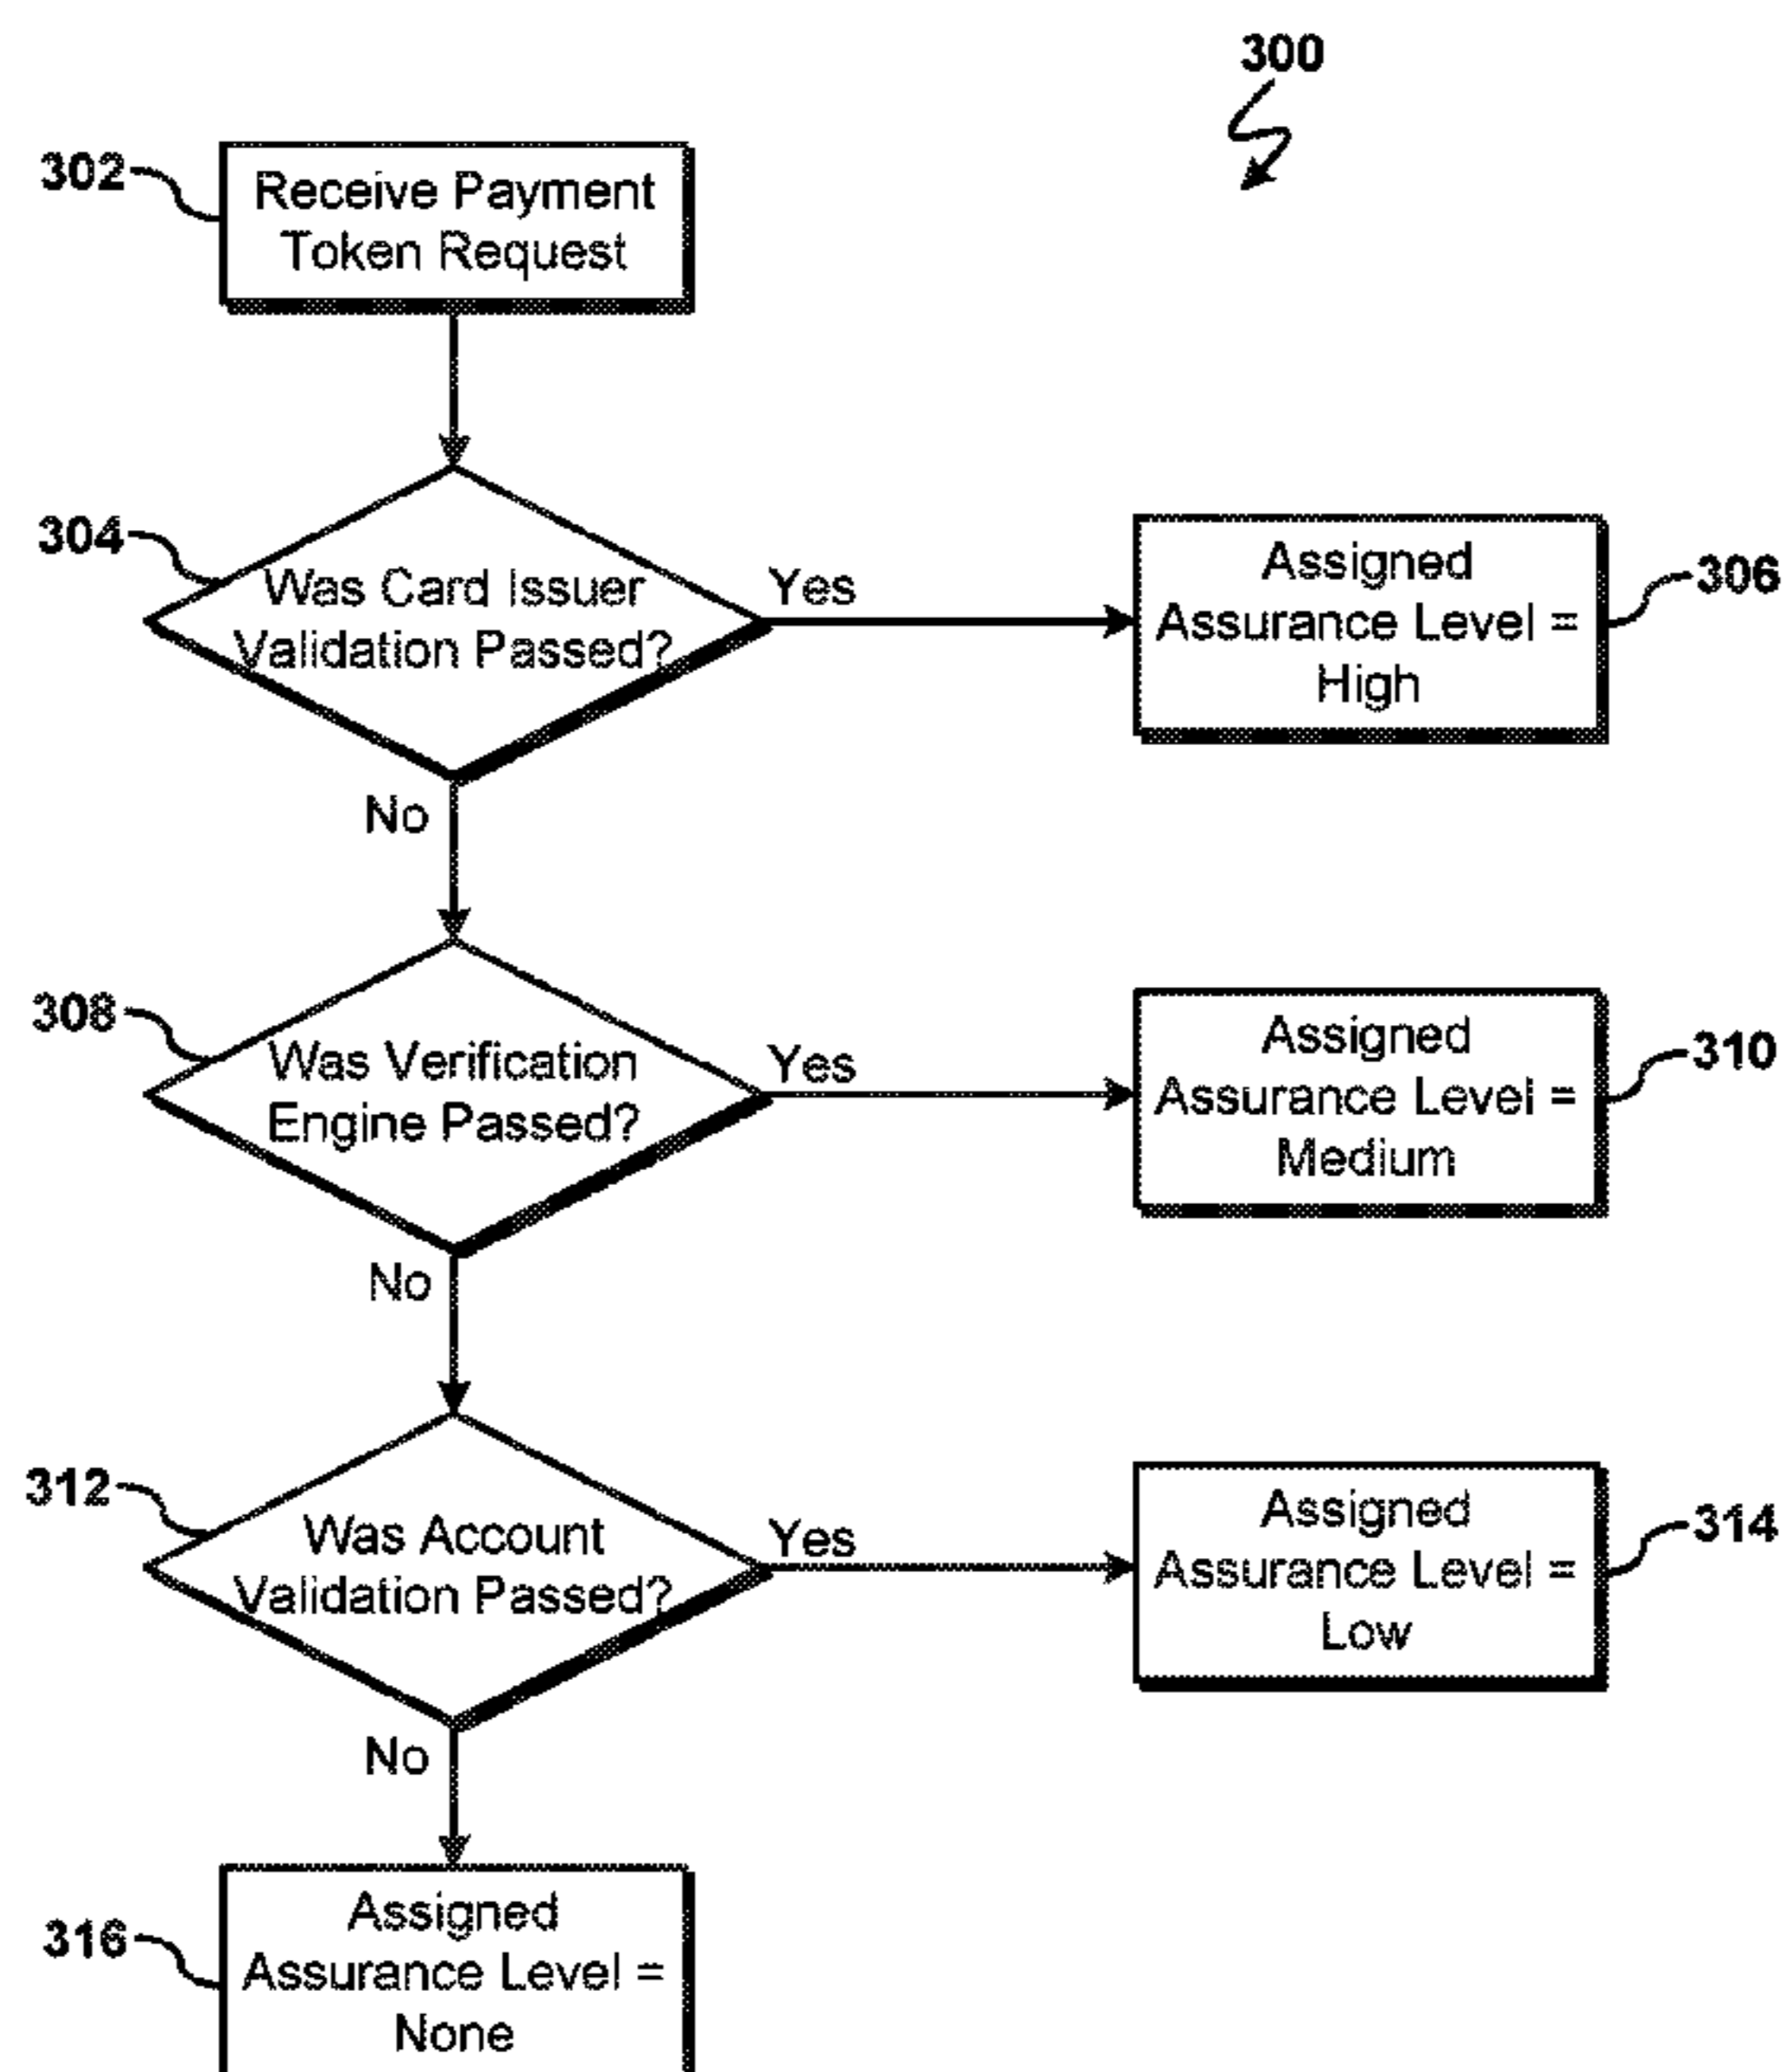 300
302
Receive Payment
Token Request
304
Was Card Issuer
Validation Passed?
Yes
Assigned
Assurance Level =
High
306
No
308
Was Verification
Engine Passed?
Yes
Assigned
Assurance Level =
Medium
310
No
312
Was Account
Validation Passed?
Yes
Assigned
Assurance Level =
Low
314
No
316
Assigned
Assurance Level =
None